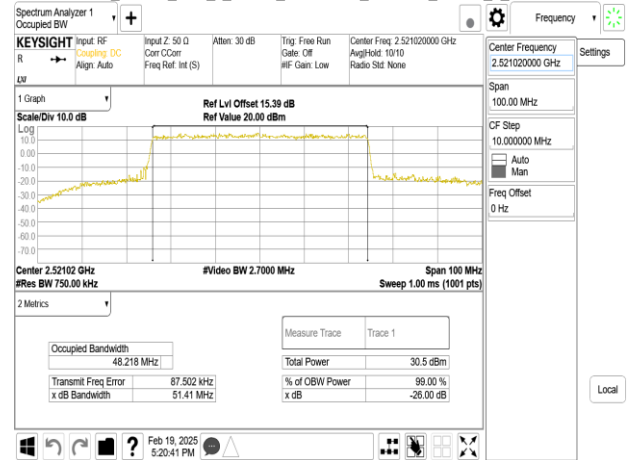 Spectrum Analyzer 1
Occupied BW
Frequency
KEYSIGHT
R
LXI
Input: RF
Coupling: DC
Align: Auto
Input Z: 50 Ω
Corr CCorr
Freq Ref: Int (S)
Atten: 30 dB
Trig: Free Run
Gate: Off
#IF Gain: Low
Center Freq: 2.521020000 GHz
Avg|Hold: 10/10
Radio Std: None
Center Frequency
2.521020000 GHz
Settings
Span
100.00 MHz
CF Step
10.000000 MHz
Auto
Man
Freq Offset
0 Hz
Local
1 Graph
Scale/Div 10.0 dB
Ref Lvl Offset 15.39 dB
Ref Value 20.00 dBm
Log
10.0
0.00
-10.0
-20.0
-30.0
-40.0
-50.0
-60.0
-70.0
Center 2.52102 GHz
#Video BW 2.7000 MHz
Span 100 MHz
#Res BW 750.00 kHz
Sweep 1.00 ms (1001 pts)
2 Metrics
Measure Trace
Trace 1
Occupied Bandwidth
48.218 MHz
Total Power
30.5 dBm
Transmit Freq Error
87.502 kHz
% of OBW Power
99.00 %
x dB Bandwidth
51.41 MHz
x dB
-26.00 dB
?
Feb 19, 2025
5:20:41 PM